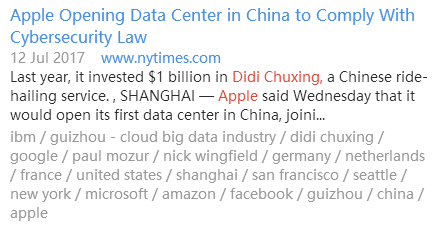 Apple Opening Data Center in China to Comply With
Cybersecurity Law
12 Jul 2017 www.nytimes.com
Last year, it invested $1 billion in Didi Chuxing, a Chinese ride-
hailing service. , SHANGHAI — Apple said Wednesday that it
would open its first data center in China, joini...
ibm / guizhou - cloud big data industry / didi chuxing /
google / paul mozur / nick wingfield / germany / netherlands
/ france / united states / shanghai / san francisco / seattle /
new york / microsoft / amazon / facebook / guizhou / china /
apple